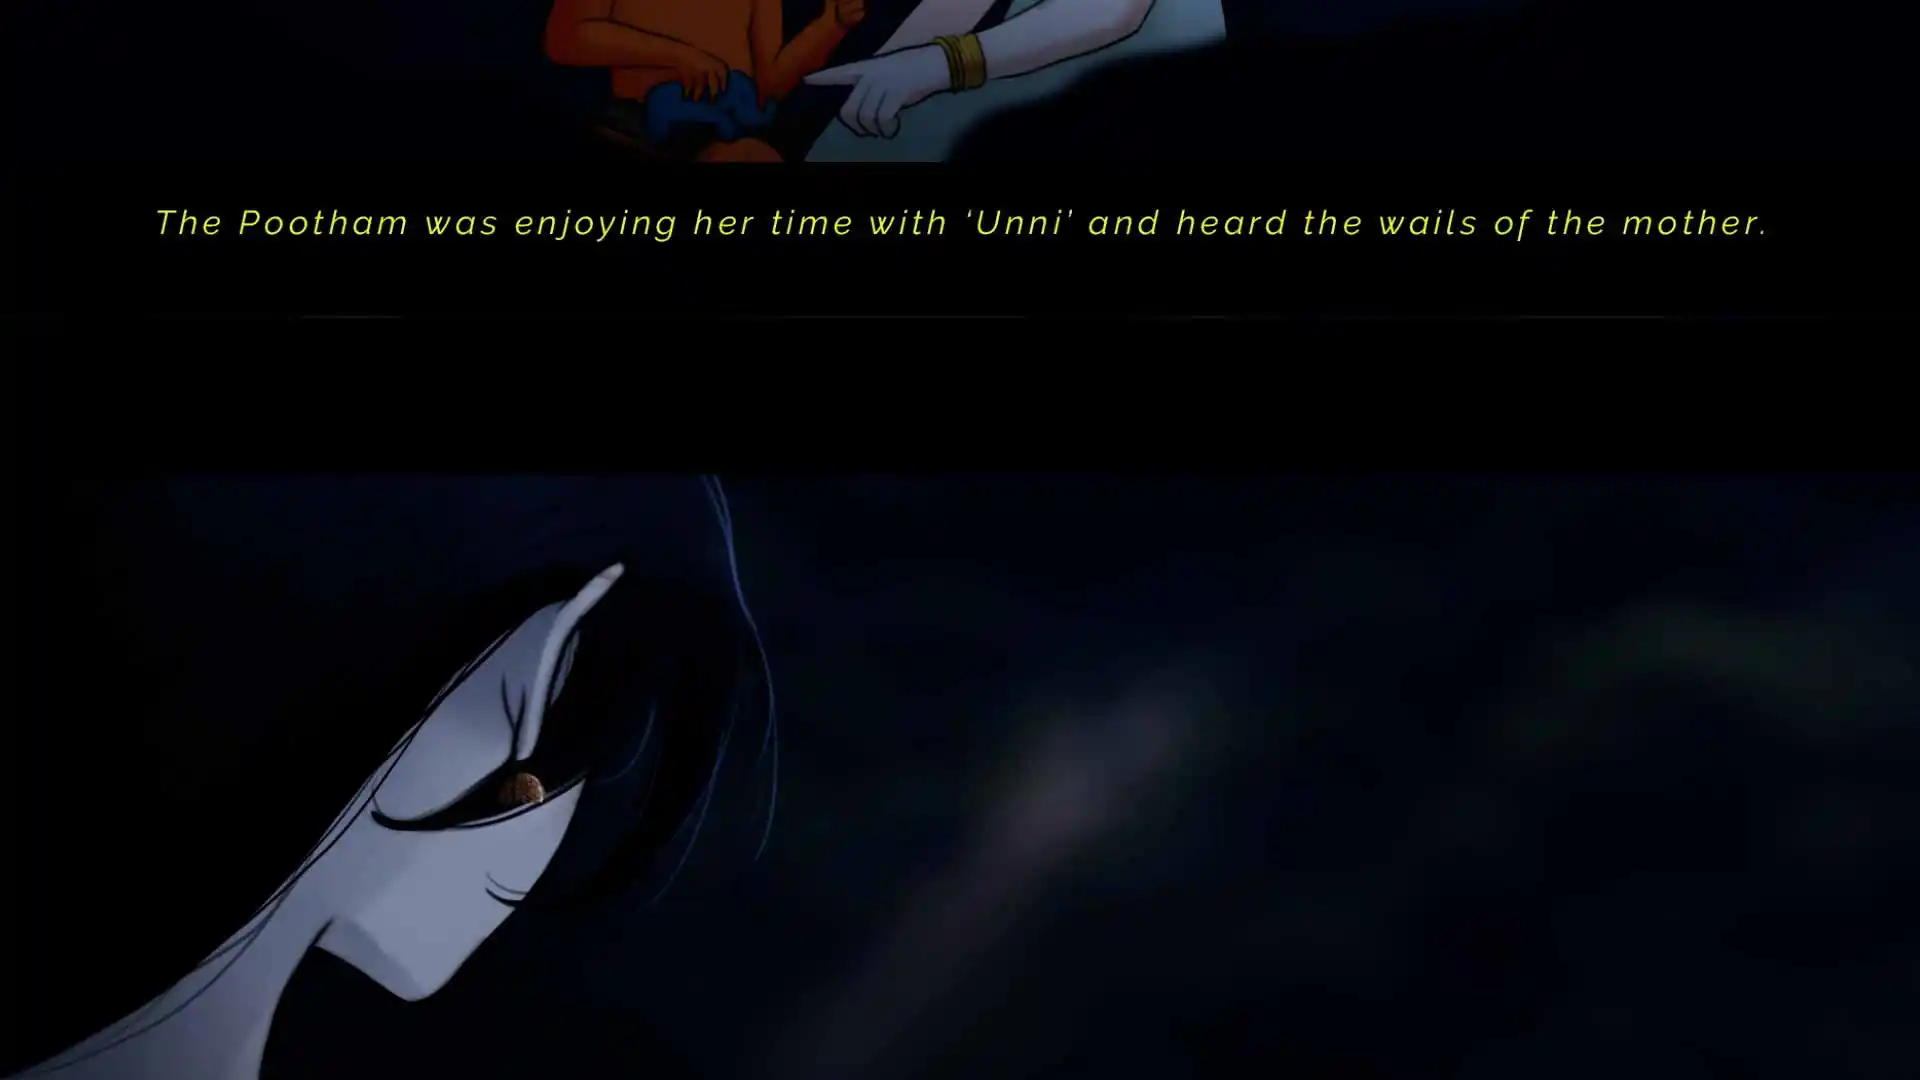 The Pootham was enjoying her time with ‘Unni’ and heard the wails of the mother.